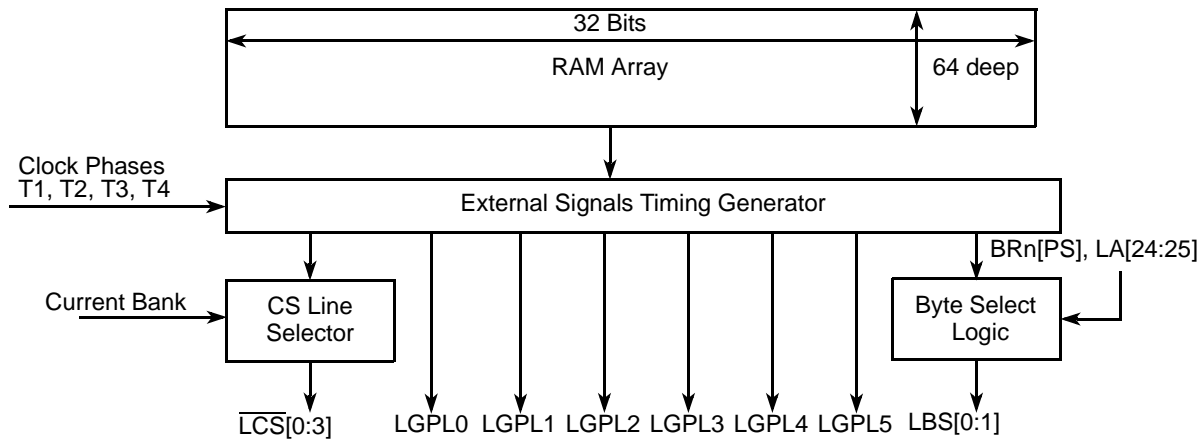 32 Bits
RAM Array
64 deep
Clock Phases
T1, T2, T3, T4
External Signals Timing Generator
BRn[PS], LA[24:25]
Current Bank
CS Line
Selector
Byte Select
Logic
L̅C̅S̅[0:3]
LGPL0 LGPL1 LGPL2 LGPL3 LGPL4 LGPL5
LBS[0:1]